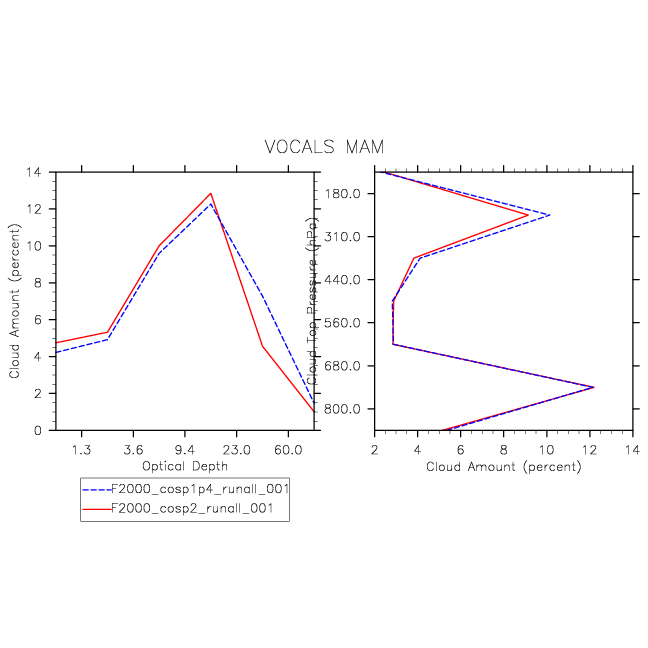 VOCALS MAM
14
12
10
8
6
4
2
0
Cloud Amount (percent)
1.3 3.6 9.4 23.0 60.0
Optical Depth
Cloud Top Pressure (hPa)
180.0
310.0
440.0
560.0
680.0
800.0
2 4 6 8 10 12 14
Cloud Amount (percent)
F2000_cosp1p4_runall_001
F2000_cosp2_runall_001